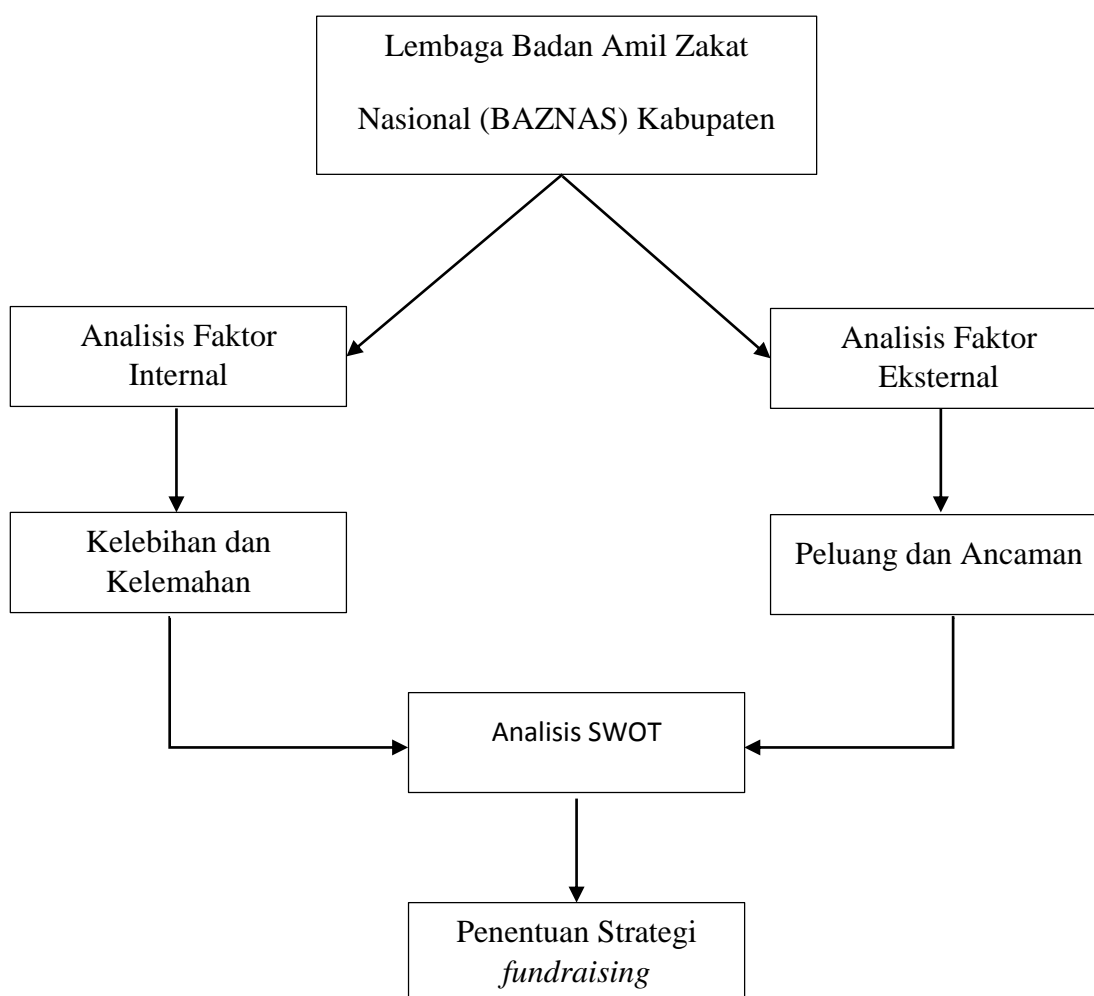 Lembaga Badan Amil Zakat
Nasional (BAZNAS) Kabupaten
Analisis Faktor
Internal
Analisis Faktor
Eksternal
Kelebihan dan
Kelemahan
Peluang dan Ancaman
Analisis SWOT
Penentuan Strategi
fundraising